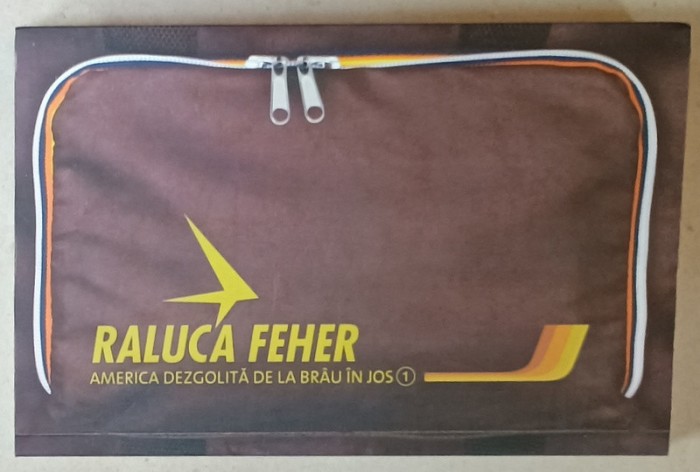 RALUCA FEHER
AMERICA DEZGOLITĂ DE LA BRÂU ÎN JOS 1